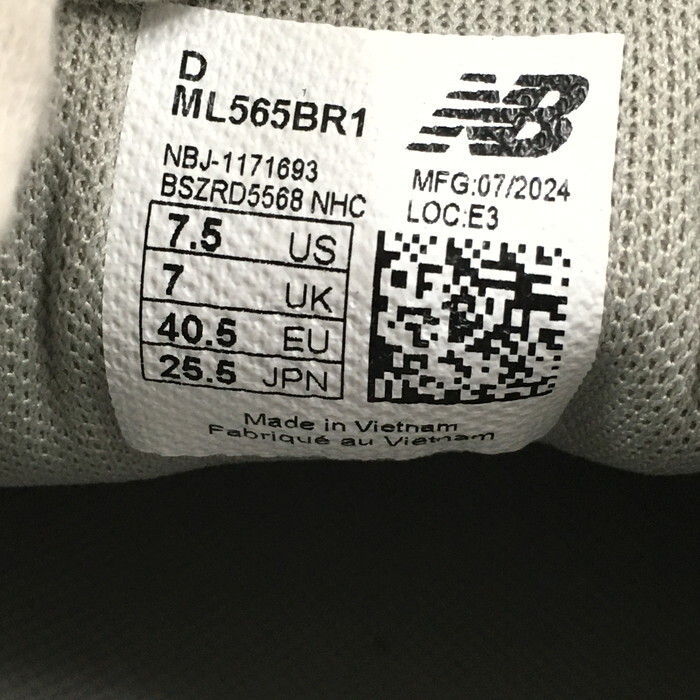 D
ML565BR1
NB
NBJ-1171693
BSZRD5568 NHC
MFG:07/2024
LOC:E3
7.5 US
7 UK
40.5 EU
25.5 JPN
Made in Vietnam
Fabriqué au Vietnam